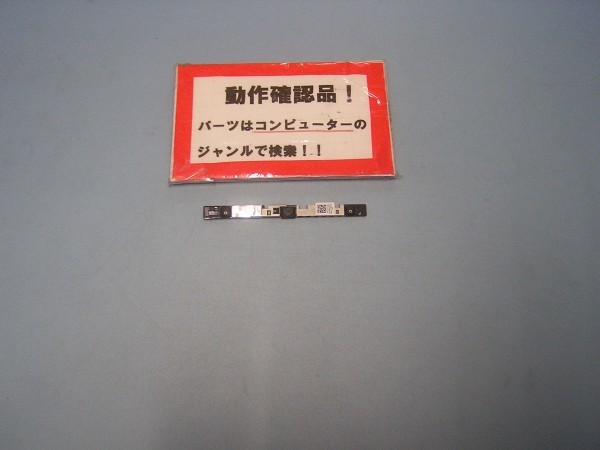 動作確認品！
パーツはコンピューターの
ジャンルで検索！！